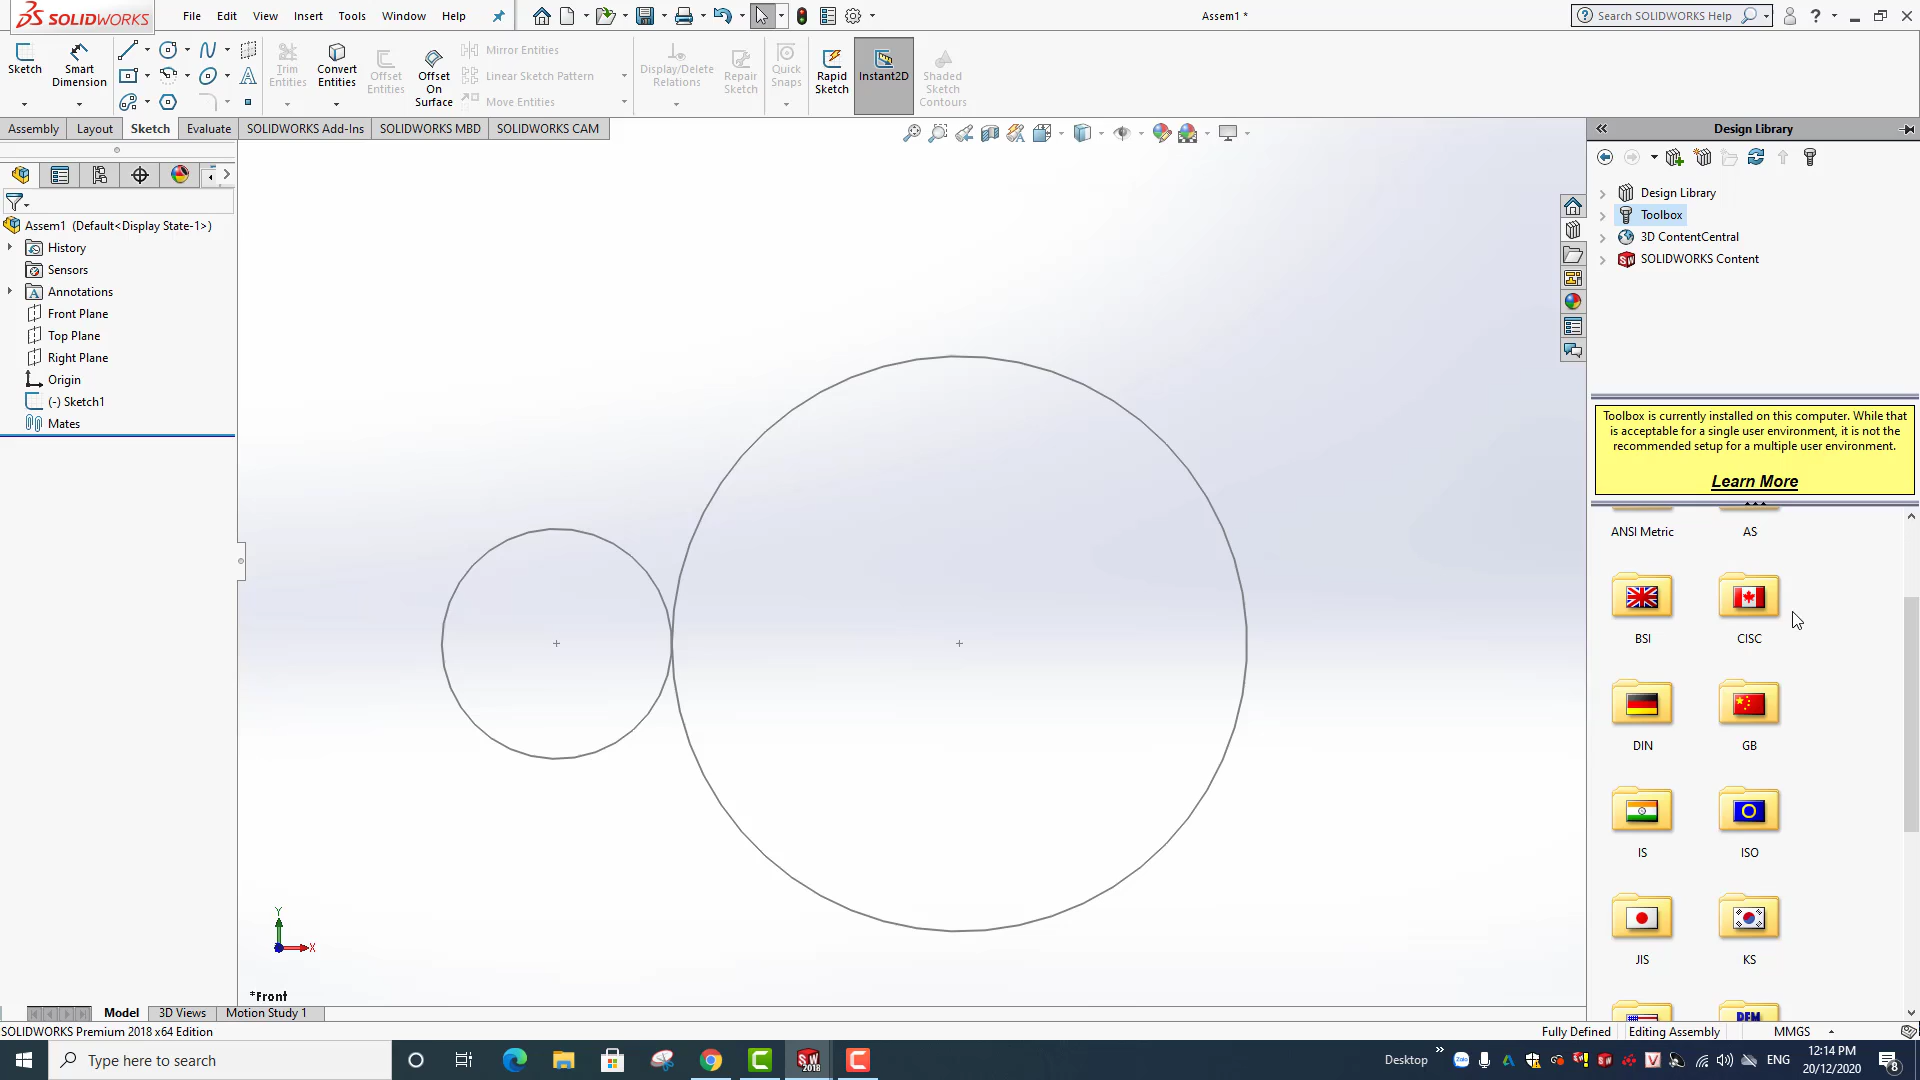 SOLIDWORKS
File Edit View Insert Tools Window Help
Assem1 *
Search SOLIDWORKS Help
Sketch
Smart
Dimension
Trim
Entities
Convert
Entities
Offset
Entities
Offset
On
Surface
Mirror Entities
Linear Sketch Pattern
Move Entities
Display/Delete
Relations
Repair
Sketch
Quick
Snaps
Rapid
Sketch
Instant2D
Shaded
Sketch
Contours
Assembly Layout Sketch Evaluate SOLIDWORKS Add-Ins SOLIDWORKS MBD SOLIDWORKS CAM
Assem1 (Default<Display State-1>)
History
Sensors
Annotations
Front Plane
Top Plane
Right Plane
Origin
(-) Sketch1
Mates
Y
X
*Front
Design Library
Design Library
Toolbox
3D ContentCentral
SOLIDWORKS Content
Toolbox is currently installed on this computer. While that
is acceptable for a single user environment, it is not the
recommended setup for a multiple user environment.
Learn More
ANSI Metric AS
BSI CISC
DIN GB
IS ISO
JIS KS
PEM
Model 3D Views Motion Study 1
SOLIDWORKS Premium 2018 x64 Edition
Fully Defined Editing Assembly MMGS
Type here to search
SW
2018
Desktop
Zalo
ENG
12:14 PM
20/12/2020
8